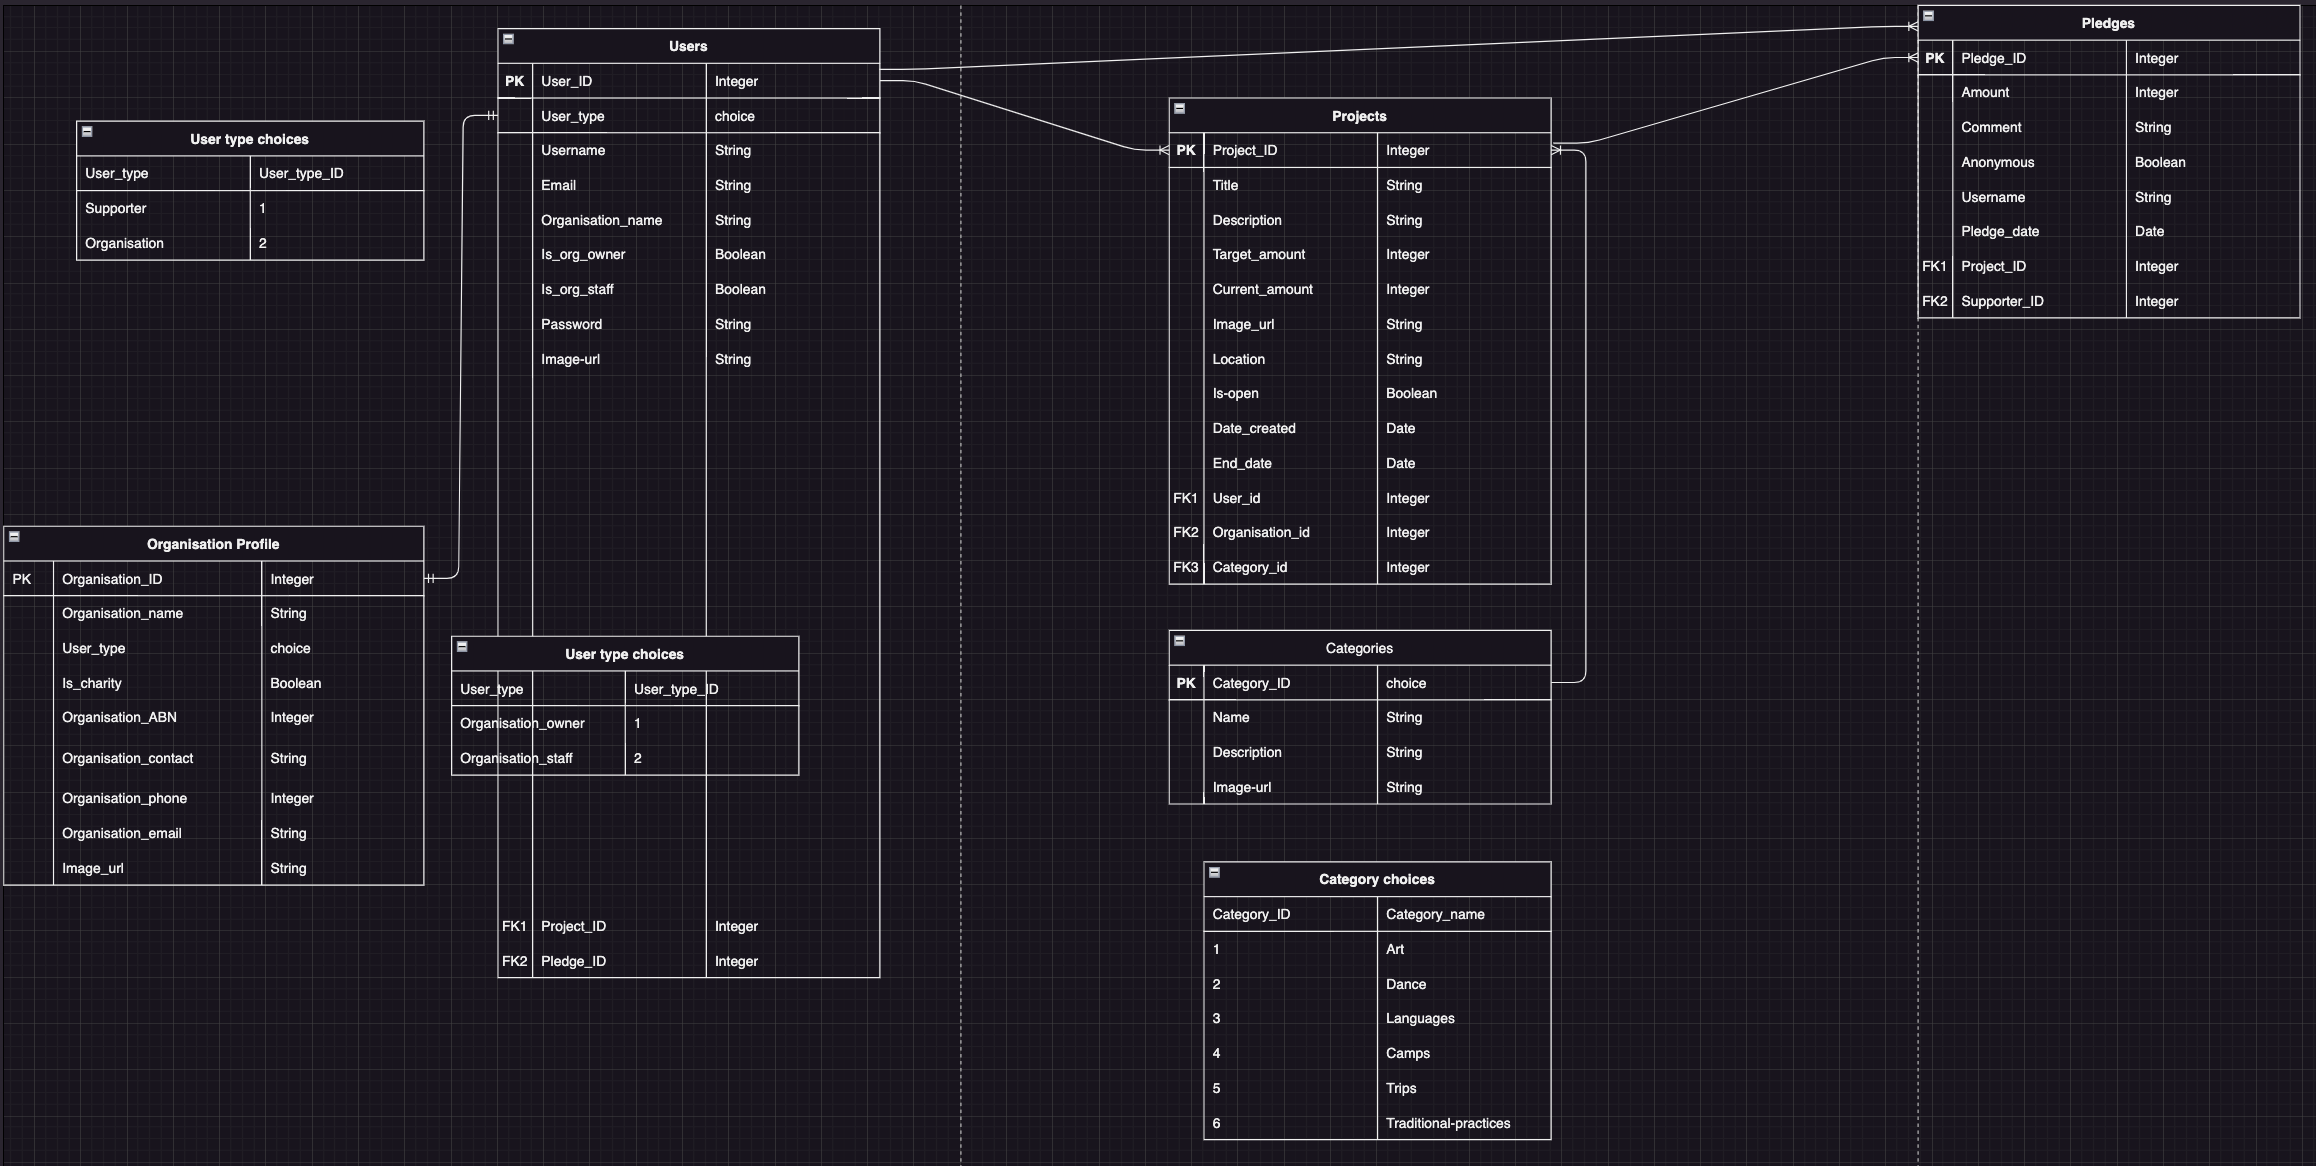 Users
PK User_ID Integer
User_type choice
Username String
Email String
Organisation_name String
Is_org_owner Boolean
Is_org_staff Boolean
Password String
Image-url String
FK1 Project_ID Integer
FK2 Pledge_ID Integer
User type choices
User_type User_type_ID
Supporter 1
Organisation 2
Organisation Profile
PK Organisation_ID Integer
Organisation_name String
User_type choice
Is_charity Boolean
Organisation_ABN Integer
Organisation_contact String
Organisation_phone Integer
Organisation_email String
Image_url String
User type choices
User_type User_type_ID
Organisation_owner 1
Organisation_staff 2
Projects
PK Project_ID Integer
Title String
Description String
Target_amount Integer
Current_amount Integer
Image_url String
Location String
Is-open Boolean
Date_created Date
End_date Date
FK1 User_id Integer
FK2 Organisation_id Integer
FK3 Category_id Integer
Categories
PK Category_ID choice
Name String
Description String
Image-url String
Category choices
Category_ID Category_name
1 Art
2 Dance
3 Languages
4 Camps
5 Trips
6 Traditional-practices
Pledges
PK Pledge_ID Integer
Amount Integer
Comment String
Anonymous Boolean
Username String
Pledge_date Date
FK1 Project_ID Integer
FK2 Supporter_ID Integer